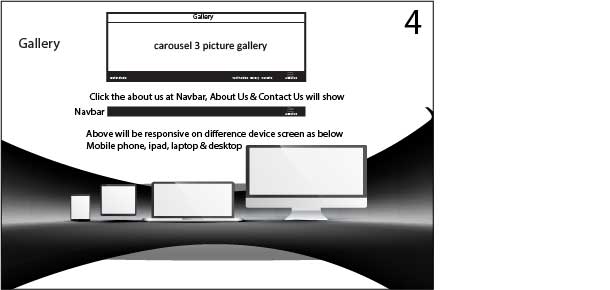 4
Gallery
Gallery
carousel 3 picture gallery
Click the about us at Navbar, About Us & Contact Us will show
Navbar
Above will be responsive on difference device screen as below
Mobile phone, ipad, laptop & desktop